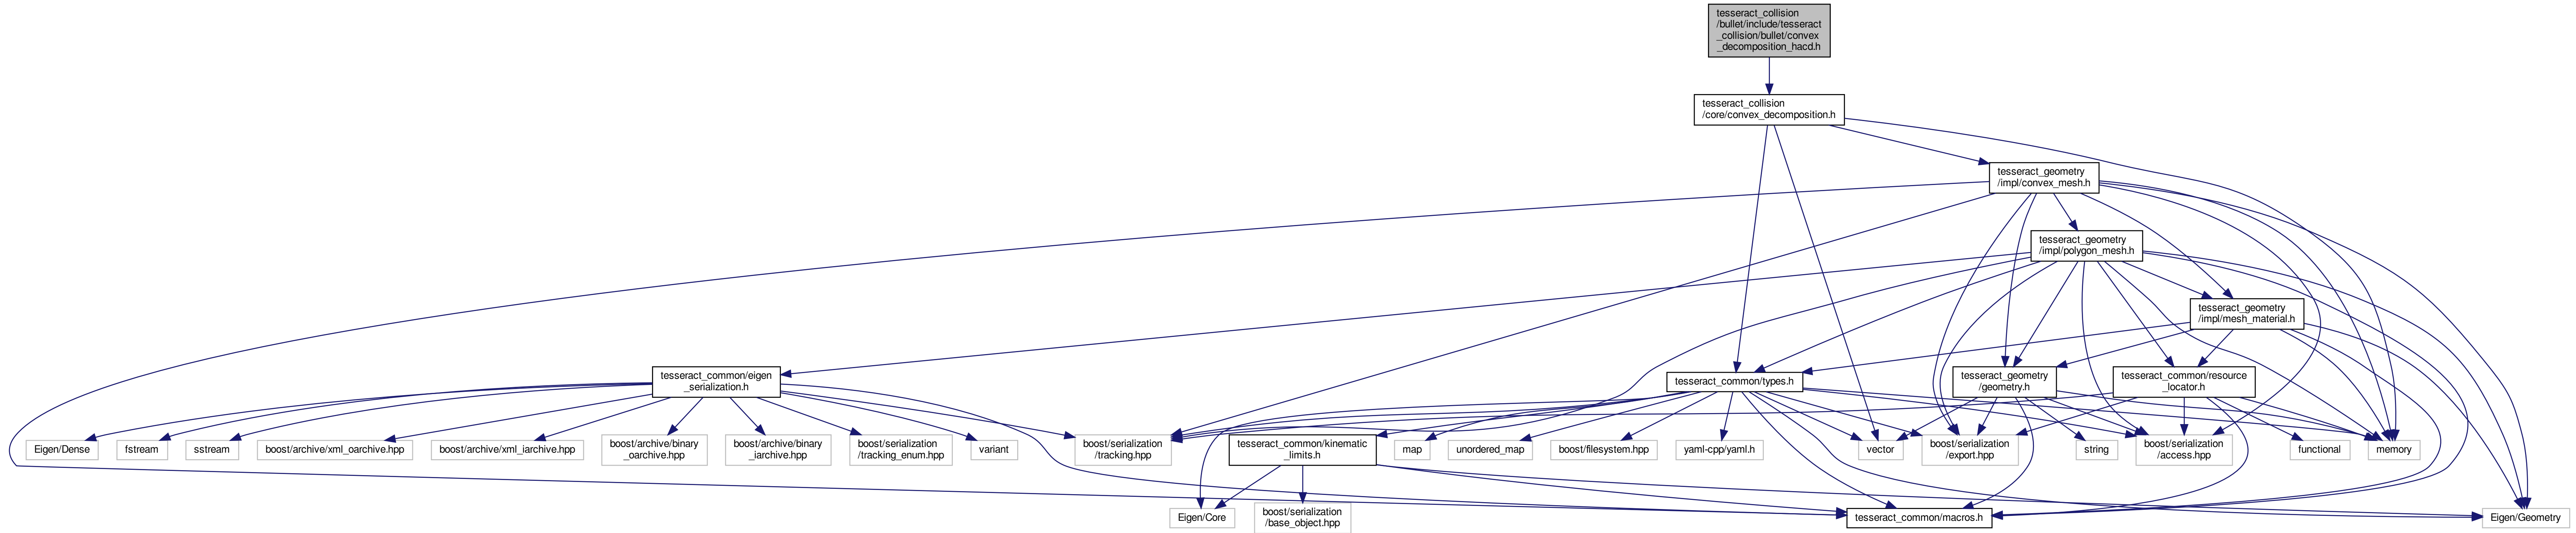 tesseract_collision
/bullet/include/tesseract
_collision/bullet/convex
_decomposition_hacd.h
tesseract_collision
/core/convex_decomposition.h
tesseract_geometry
/impl/convex_mesh.h
tesseract_geometry
/impl/polygon_mesh.h
tesseract_geometry
/impl/mesh_material.h
tesseract_common/eigen
_serialization.h
tesseract_common/types.h
tesseract_geometry
/geometry.h
tesseract_common/resource
_locator.h
Eigen/Dense
fstream
sstream
boost/archive/xml_oarchive.hpp
boost/archive/xml_iarchive.hpp
boost/archive/binary
_oarchive.hpp
boost/archive/binary
_iarchive.hpp
boost/serialization
/tracking_enum.hpp
variant
boost/serialization
/tracking.hpp
tesseract_common/kinematic
_limits.h
map
unordered_map
boost/filesystem.hpp
yaml-cpp/yaml.h
vector
boost/serialization
/export.hpp
string
boost/serialization
/access.hpp
functional
memory
Eigen/Core
boost/serialization
/base_object.hpp
tesseract_common/macros.h
Eigen/Geometry